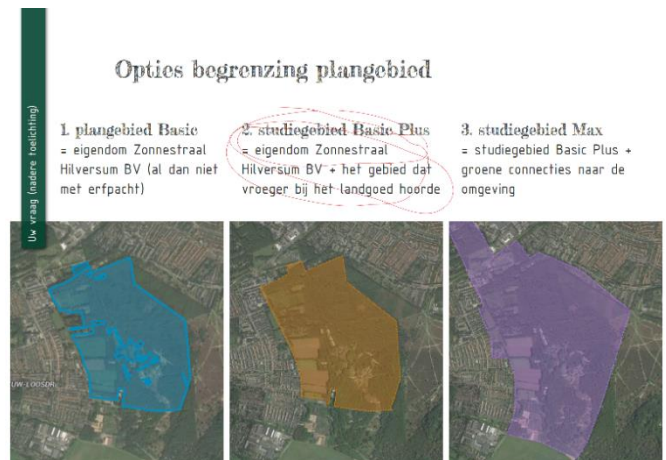 Uw vraag (nadere toelichting)
Opties begrenzing plangebied
1. plangebied Basic
= eigendom Zonnestraal
Hilversum BV (al dan niet
met erfpacht)
2. studiegebied Basic Plus
= eigendom Zonnestraal
Hilversum BV + het gebied dat
vroeger bij het landgoed hoorde
3. studiegebied Max
= studiegebied Basic Plus +
groene connecties naar de
omgeving
UW-LOOSDR